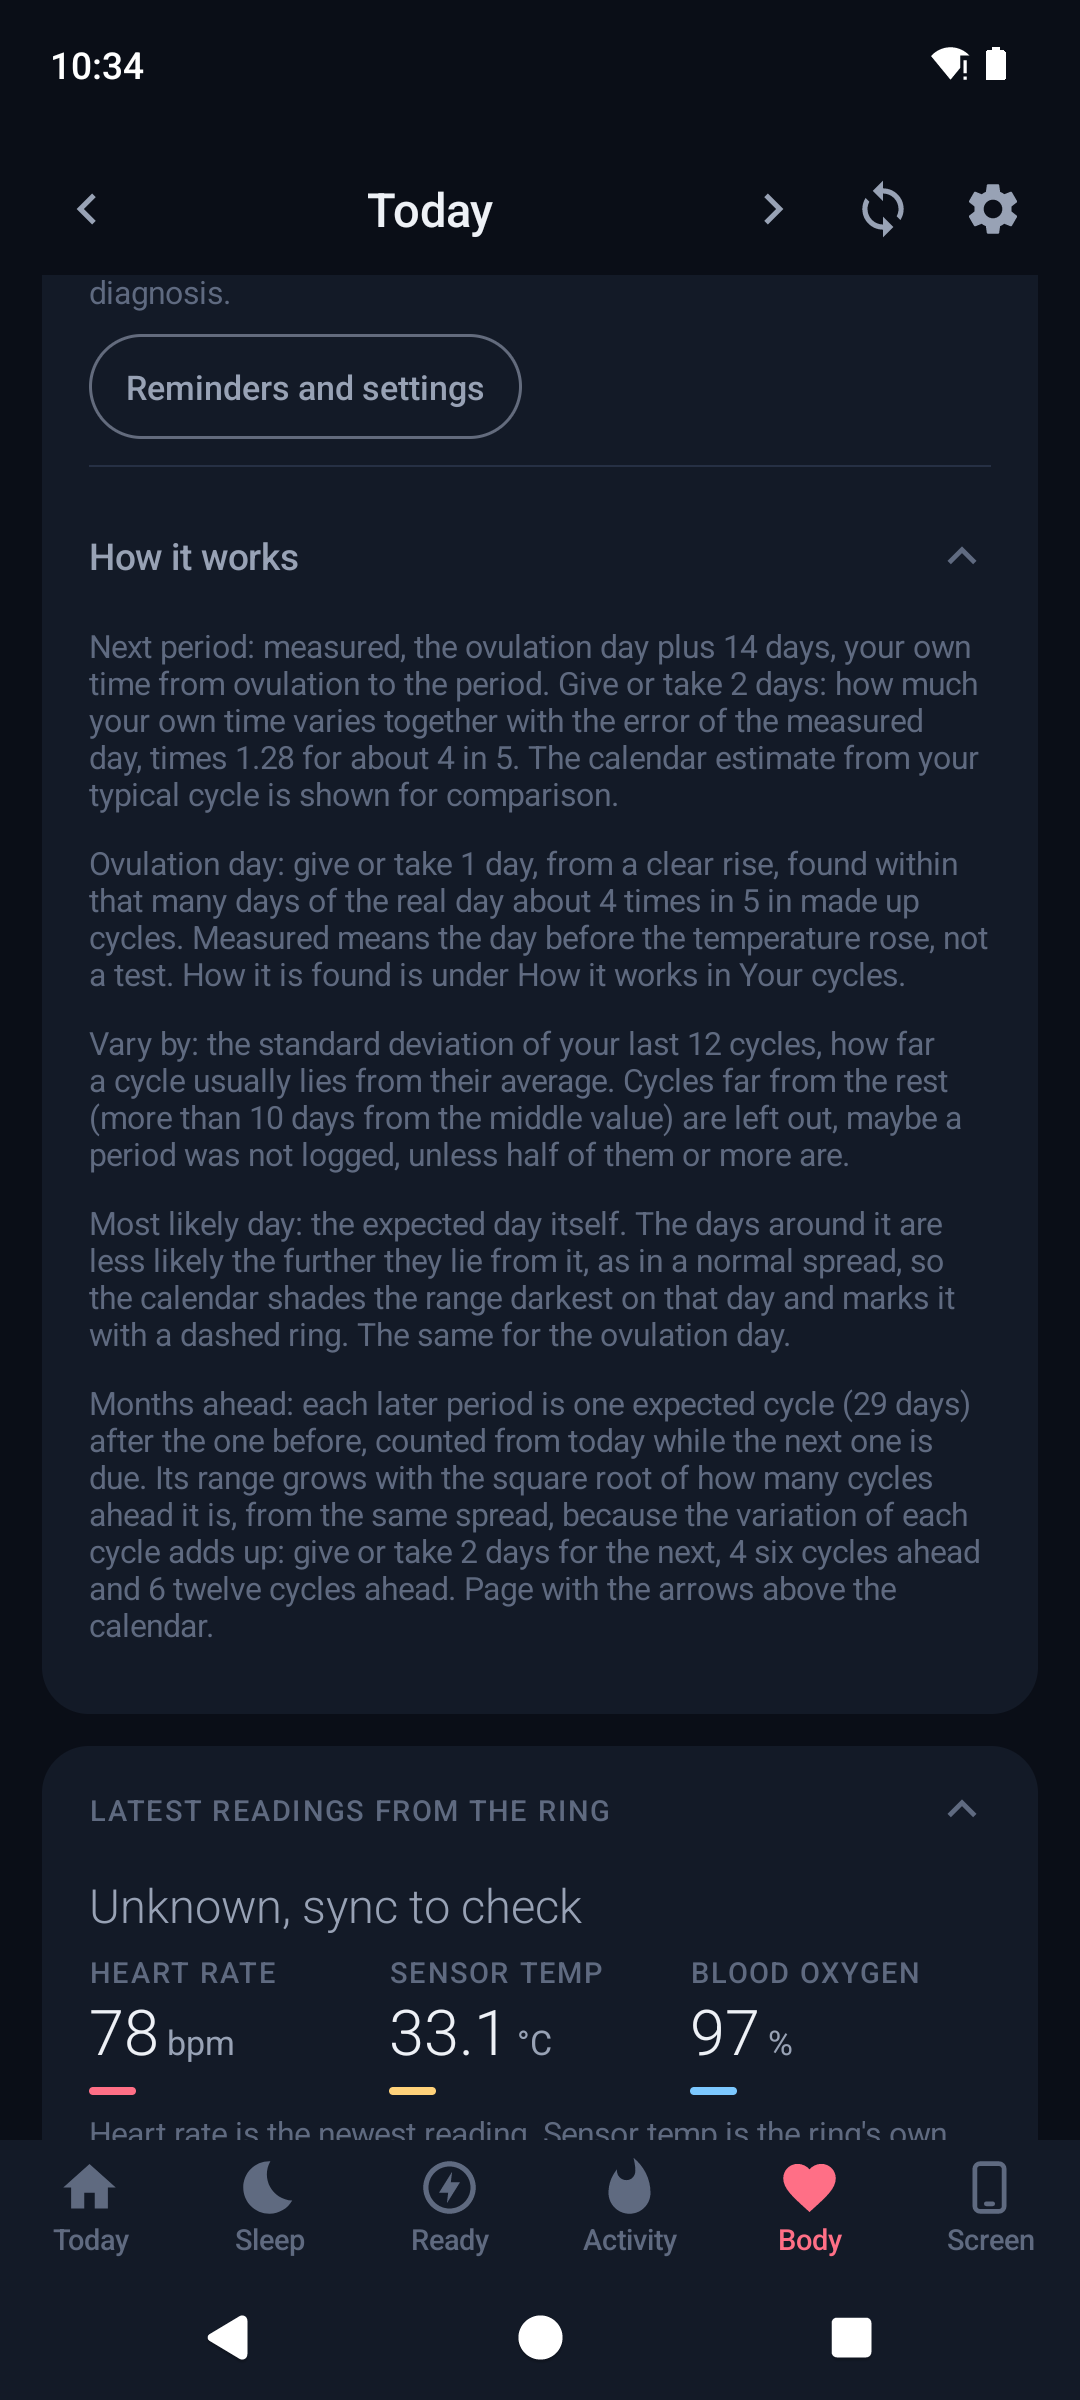 10:34
Today
diagnosis.
Reminders and settings
How it works
Next period: measured, the ovulation day plus 14 days, your own
time from ovulation to the period. Give or take 2 days: how much
your own time varies together with the error of the measured
day, times 1.28 for about 4 in 5. The calendar estimate from your
typical cycle is shown for comparison.
Ovulation day: give or take 1 day, from a clear rise, found within
that many days of the real day about 4 times in 5 in made up
cycles. Measured means the day before the temperature rose, not
a test. How it is found is under How it works in Your cycles.
Vary by: the standard deviation of your last 12 cycles, how far
a cycle usually lies from their average. Cycles far from the rest
(more than 10 days from the middle value) are left out, maybe a
period was not logged, unless half of them or more are.
Most likely day: the expected day itself. The days around it are
less likely the further they lie from it, as in a normal spread, so
the calendar shades the range darkest on that day and marks it
with a dashed ring. The same for the ovulation day.
Months ahead: each later period is one expected cycle (29 days)
after the one before, counted from today while the next one is
due. Its range grows with the square root of how many cycles
ahead it is, from the same spread, because the variation of each
cycle adds up: give or take 2 days for the next, 4 six cycles ahead
and 6 twelve cycles ahead. Page with the arrows above the
calendar.
LATEST READINGS FROM THE RING
Unknown, sync to check
HEART RATE SENSOR TEMP BLOOD OXYGEN
78 bpm 33.1 °C 97 %
Heart rate is the newest reading. Sensor temp is the ring's own
Today Sleep Ready Activity Body Screen